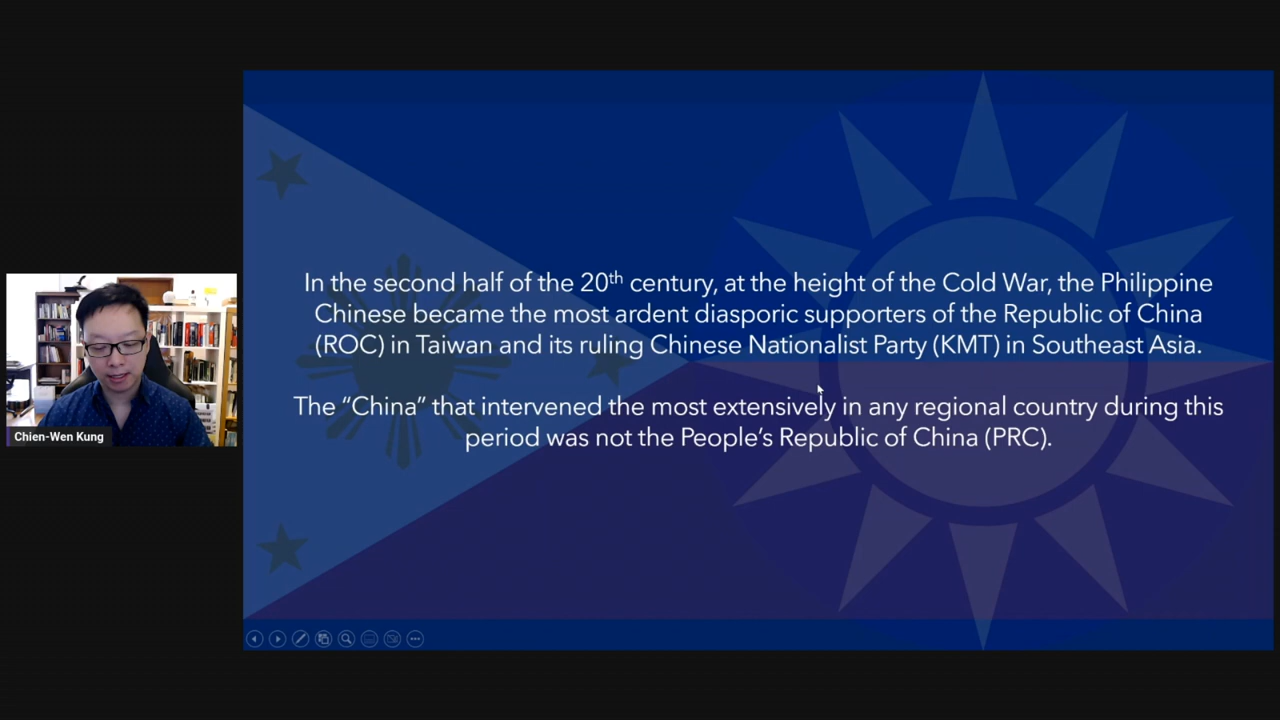 In the second half of the 20th century, at the height of the Cold War, the Philippine
Chinese became the most ardent diasporic supporters of the Republic of China
(ROC) in Taiwan and its ruling Chinese Nationalist Party (KMT) in Southeast Asia.
The “China” that intervened the most extensively in any regional country during this
period was not the People’s Republic of China (PRC).
Chien-Wen Kung